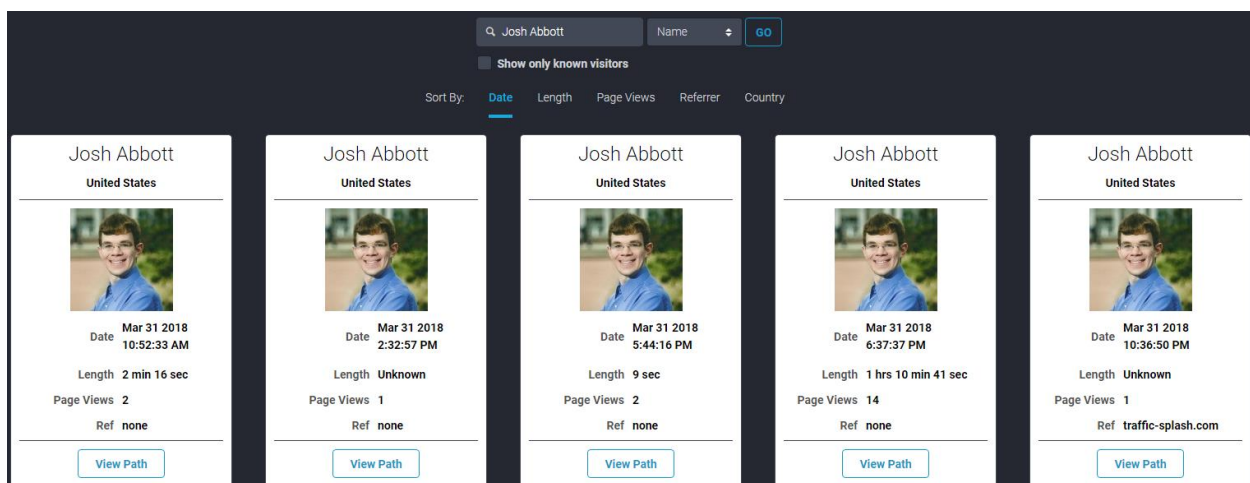 Josh Abbott Name GO
Show only known visitors
Sort By: Date Length Page Views Referrer Country
Josh Abbott
United States
Date Mar 31 2018
10:52:33 AM
Length 2 min 16 sec
Page Views 2
Ref none
View Path
Josh Abbott
United States
Date Mar 31 2018
2:32:57 PM
Length Unknown
Page Views 1
Ref none
View Path
Josh Abbott
United States
Date Mar 31 2018
5:44:16 PM
Length 9 sec
Page Views 2
Ref none
View Path
Josh Abbott
United States
Date Mar 31 2018
6:37:37 PM
Length 1 hrs 10 min 41 sec
Page Views 14
Ref none
View Path
Josh Abbott
United States
Date Mar 31 2018
10:36:50 PM
Length Unknown
Page Views 1
Ref traffic-splash.com
View Path